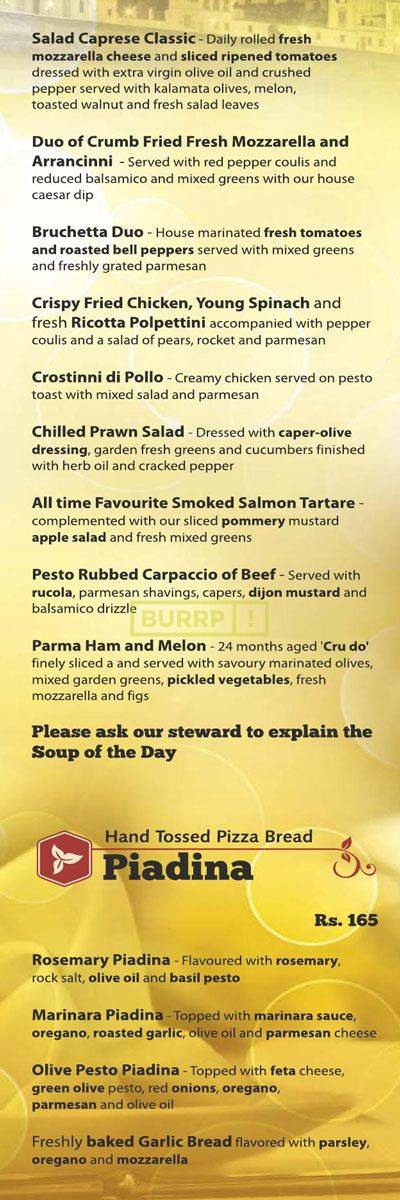 Salad Caprese Classic - Daily rolled fresh
mozzarella cheese and sliced ripened tomatoes
dressed with extra virgin olive oil and crushed
pepper served with kalamata olives, melon,
toasted walnut and fresh salad leaves
Duo of Crumb Fried Fresh Mozzarella and
Arrancinni - Served with red pepper coulis and
reduced balsamico and mixed greens with our house
caesar dip
Bruchetta Duo - House marinated fresh tomatoes
and roasted bell peppers served with mixed greens
and freshly grated parmesan
Crispy Fried Chicken, Young Spinach and
fresh Ricotta Polpettini accompanied with pepper
coulis and a salad of pears, rocket and parmesan
Crostinni di Pollo - Creamy chicken served on pesto
toast with mixed salad and parmesan
Chilled Prawn Salad - Dressed with caper-olive
dressing, garden fresh greens and cucumbers finished
with herb oil and cracked pepper
All time Favourite Smoked Salmon Tartare -
complemented with our sliced pommery mustard
apple salad and fresh mixed greens
Pesto Rubbed Carpaccio of Beef - Served with
rucola, parmesan shavings, capers, dijon mustard and
balsamico drizzle
BURRP !
Parma Ham and Melon - 24 months aged 'Cru do'
finely sliced a and served with savoury marinated olives,
mixed garden greens, pickled vegetables, fresh
mozzarella and figs
Please ask our steward to explain the
Soup of the Day
Hand Tossed Pizza Bread
Piadina
Rs. 165
Rosemary Piadina - Flavoured with rosemary,
rock salt, olive oil and basil pesto
Marinara Piadina - Topped with marinara sauce,
oregano, roasted garlic, olive oil and parmesan cheese
Olive Pesto Piadina - Topped with feta cheese,
green olive pesto, red onions, oregano,
parmesan and olive oil
Freshly baked Garlic Bread flavored with parsley,
oregano and mozzarella